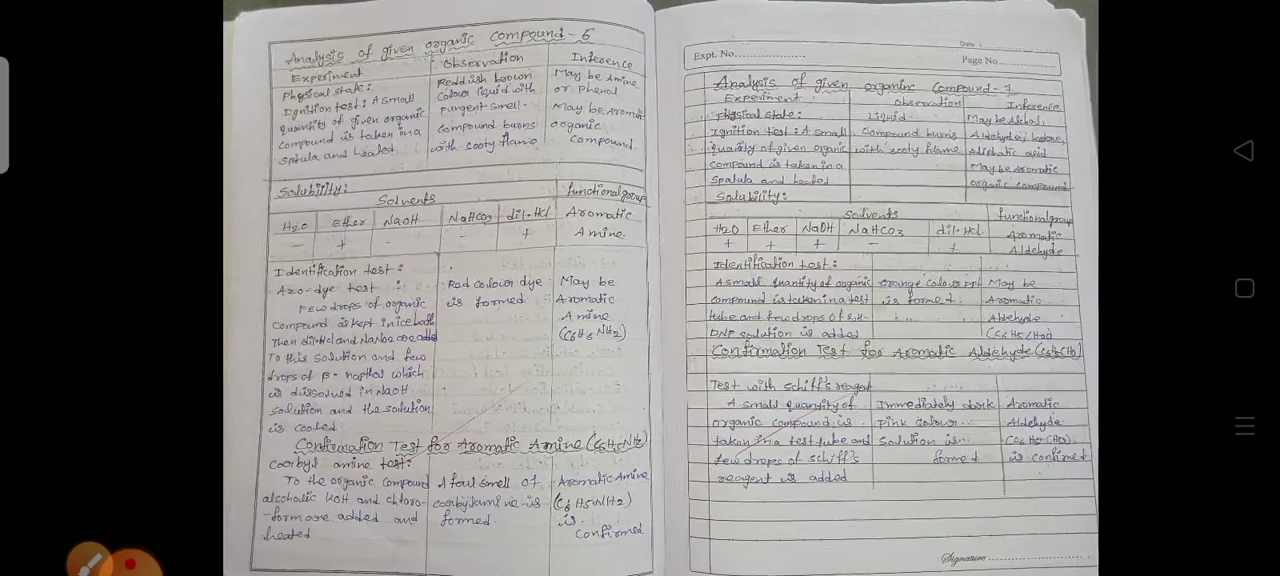 Analysis of given organic compound-6
Experiment Observation Inference
Physical state: Reddish brown May be Amine
Ignition test: A small colour liquid with or Phenol
quantity of given organic pungent smell. May be Aromat
compound is taken in a compound burns organic
spatula and heated with sooty flame compound.
Solubility:
Solvents functional group
H2O Ether NaOH NaHCO3 dil.HCl Aromatic
- + - - + Amine
Identification test:
Azo-dye test: Red colour dye May be
Few drops of organic is formed. Aromatic
compound is kept in ice bath Amine
Then dil.Hcl and NaNo2 are added (C6H5NH2)
To this solution and few
drops of β-napthol which
is dissolved in NaOH
solution and the solution
is cooled
Confirmation Test for Aromatic Amine (C6H5-NH2)
Carbyl amine test:
To the organic compound A foul smell of Aromatic Amine
alcoholic KOH and chloro- carbylamine is (C6H5-NH2)
-form are added and formed. is
heated confirmed
Date :
Expt. No. Page No.
Analysis of given organinc compound-7
Experiment Observation Inference
Physical state: Liquid May be Alchol,
Ignition test: A small Compound burns Aldehyde, ketone,
quantity of given organic with sooty flame Aliphatic acid
compound is taken in a May be Aromatic
spatula and heated organic compound
Solubility:
Solvents functional group
H2O Ether NaOH NaHCO3 dil.HCl Aromatic
+ + + - + Aldehyde
Identification test:
A small quantity of organic orange colour ppt May be
compound is taken in a test is formed. Aromatic
tube and few drops of Aldehyde
DNP solution is added
Confirmation Test for Aromatic Aldehyde (C6H5CHO)
Test with Schiff's reagent
A small quantity of Immediately dark Aromatic
organic compound is pink colour Aldehyde
taken in a test tube and solution is (C6H5-CHO)
few drops of schiff's formed is confirmed
reagent is added
Signature